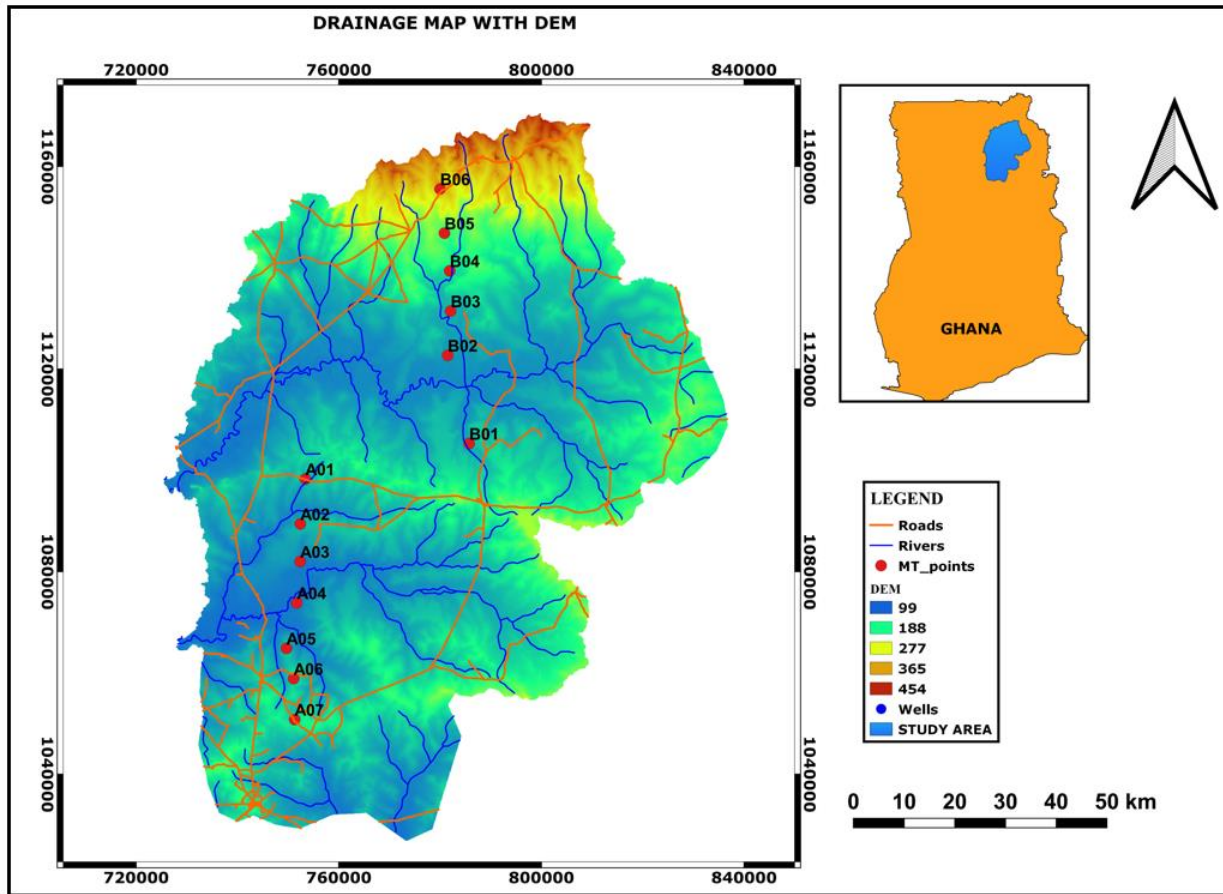 DRAINAGE MAP WITH DEM
720000 760000 800000 840000
1160000 1160000
B06
B05
B04
B03
B02
1120000 1120000
B01
A01
A02
A03
1080000 1080000
A04
A05
A06
A07
1040000 1040000
720000 760000 800000 840000
GHANA
LEGEND
Roads
Rivers
MT_points
DEM
99
188
277
365
454
Wells
STUDY AREA
0 10 20 30 40 50 km